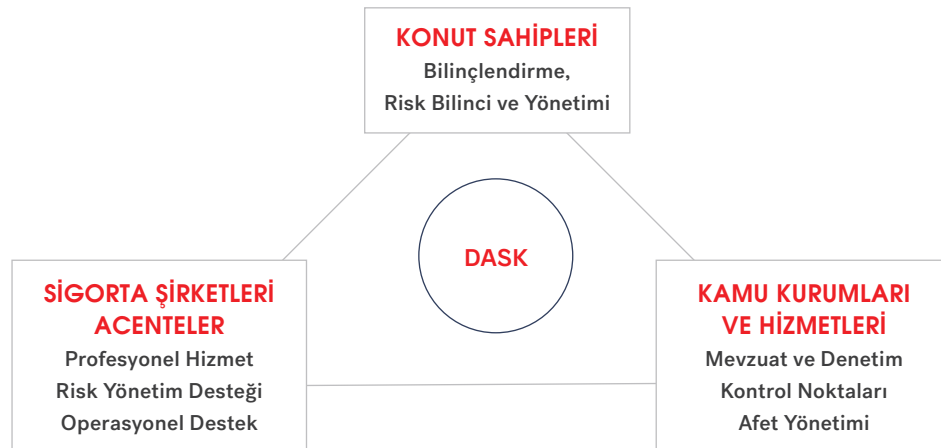 KONUT SAHİPLERİ
Bilinçlendirme,
Risk Bilinci ve Yönetimi
DASK
SİGORTA ŞİRKETLERİ
ACENTELER
Profesyonel Hizmet
Risk Yönetim Desteği
Operasyonel Destek
KAMU KURUMLARI
VE HİZMETLERİ
Mevzuat ve Denetim
Kontrol Noktaları
Afet Yönetimi